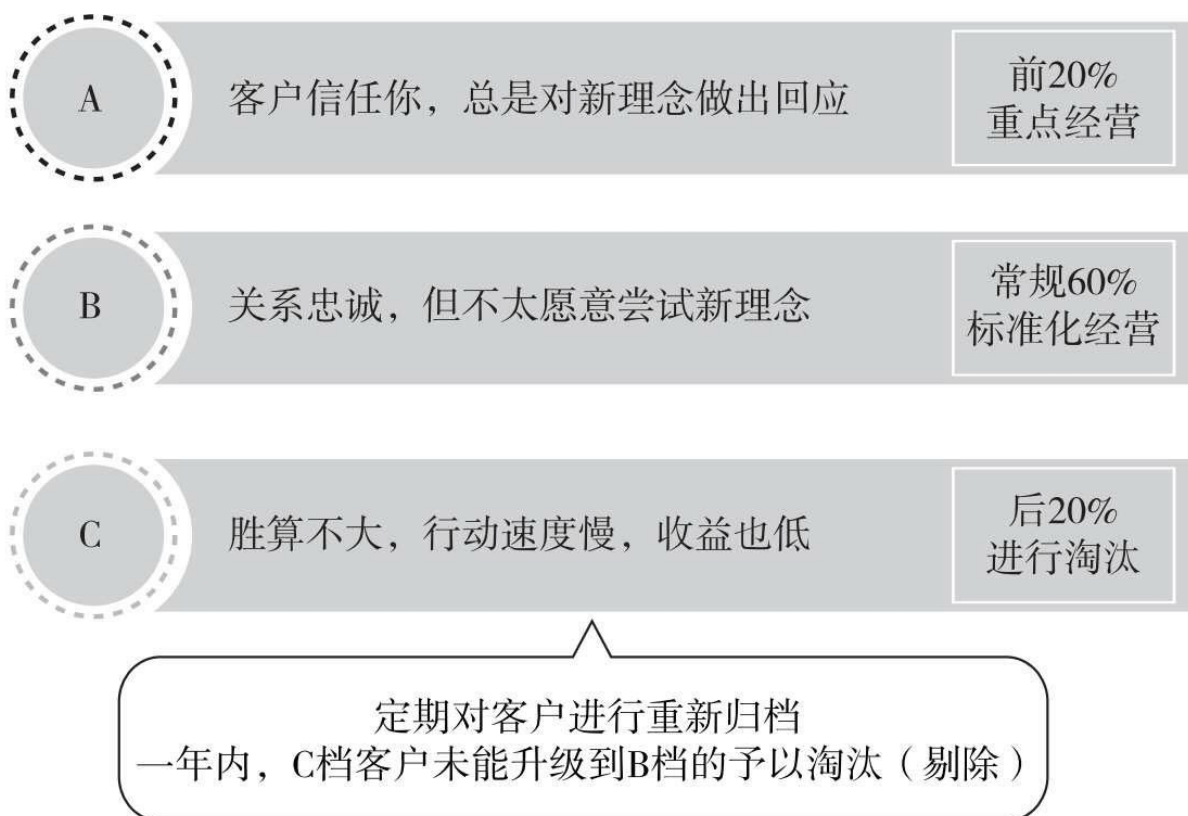 A
客户信任你，总是对新理念做出回应
前20%
重点经营
B
关系忠诚，但不太愿意尝试新理念
常规60%
标准化经营
C
胜算不大，行动速度慢，收益也低
后20%
进行淘汰
定期对客户进行重新归档
一年内，C档客户未能升级到B档的予以淘汰（剔除）